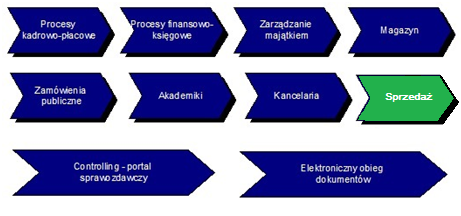 Procesy
kadrowo-płacowe
Procesy finansowo-
księgowe
Zarządzanie
majątkiem
Magazyn
Zamówienia
publiczne
Akademiki
Kancelaria
Sprzedaż
Controlling - portal
sprawozdawczy
Elektroniczny obieg
dokumentów